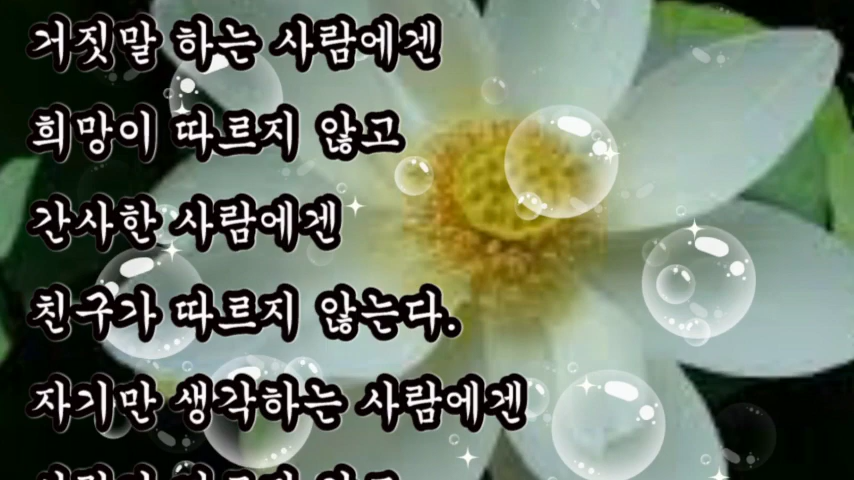 거짓말 하는 사람에겐
희망이 따르지 않고
간사한 사람에겐
친구가 따르지 않는다.
자기만 생각하는 사람에겐